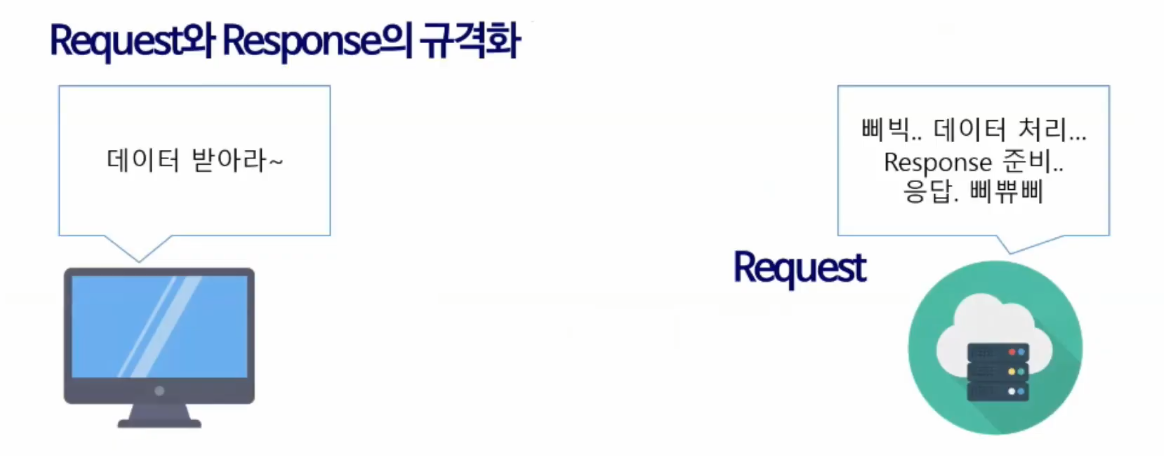 Request와 Response의 규격화
데이터 받아라~
삐빅.. 데이터 처리...
Response 준비..
응답. 삐쀼삐
Request